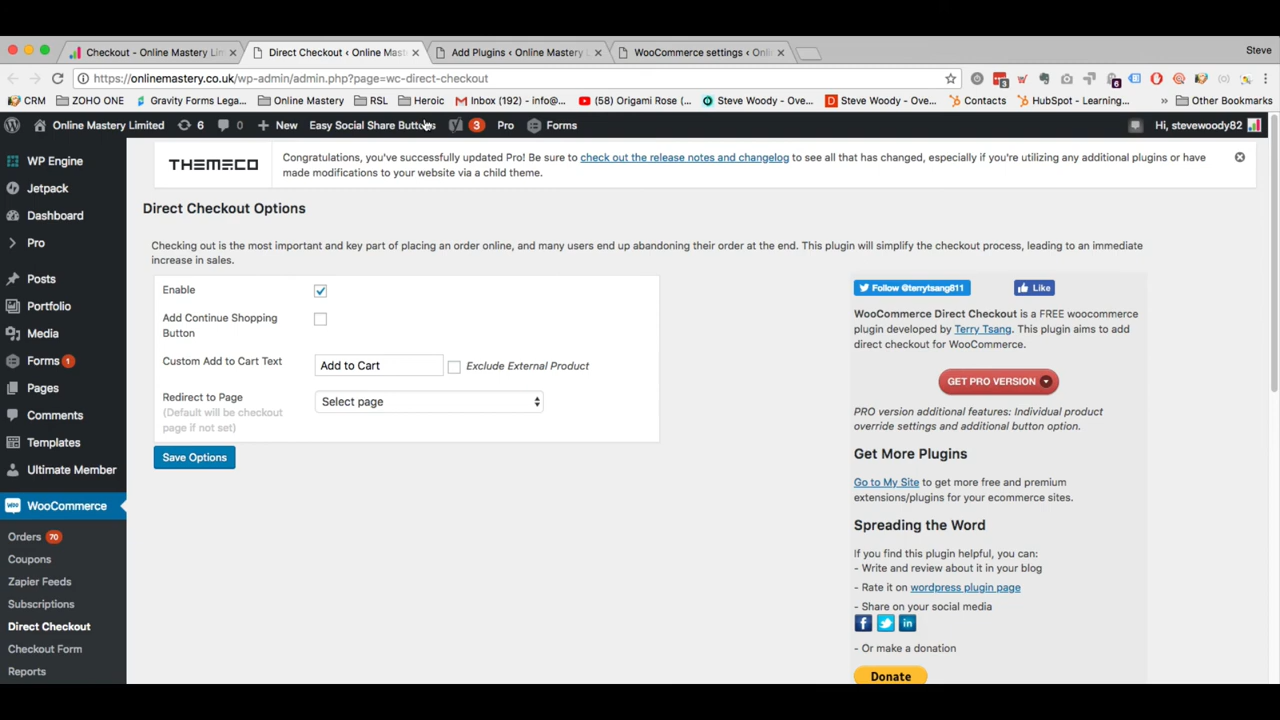 Checkout - Online Mastery Lim
Direct Checkout ‹ Online Mast
Add Plugins ‹ Online Mastery L
WooCommerce settings ‹ Onli
Steve
https://onlinemastery.co.uk/wp-admin/admin.php?page=wc-direct-checkout
3
6
CRM
ZOHO ONE
Gravity Forms Lega...
Online Mastery
RSL
Heroic
Inbox (192) - info@...
(58) Origami Rose (...
Steve Woody - Ove...
Steve Woody - Ove...
Contacts
HubSpot - Learning...
»
Other Bookmarks
Online Mastery Limited
6
0
New
Easy Social Share Buttons
3
Pro
Forms
Hi, stevewoody82
WP Engine
Jetpack
Dashboard
Pro
Posts
Portfolio
Media
Forms 1
Pages
Comments
Templates
Ultimate Member
WooCommerce
Orders 70
Coupons
Zapier Feeds
Subscriptions
Direct Checkout
Checkout Form
Reports
THEMECO
Congratulations, you've successfully updated Pro! Be sure to check out the release notes and changelog to see all that has changed, especially if you're utilizing any additional plugins or have
made modifications to your website via a child theme.
Direct Checkout Options
Checking out is the most important and key part of placing an order online, and many users end up abandoning their order at the end. This plugin will simplify the checkout process, leading to an immediate
increase in sales.
Enable
Add Continue Shopping
Button
Custom Add to Cart Text
Add to Cart
Exclude External Product
Redirect to Page
(Default will be checkout
page if not set)
Select page
Save Options
Follow @terrytsang811
Like
WooCommerce Direct Checkout is a FREE woocommerce
plugin developed by Terry Tsang. This plugin aims to add
direct checkout for WooCommerce.
GET PRO VERSION
PRO version additional features: Individual product
override settings and additional button option.
Get More Plugins
Go to My Site to get more free and premium
extensions/plugins for your ecommerce sites.
Spreading the Word
If you find this plugin helpful, you can:
- Write and review about it in your blog
- Rate it on wordpress plugin page
- Share on your social media
- Or make a donation
Donate